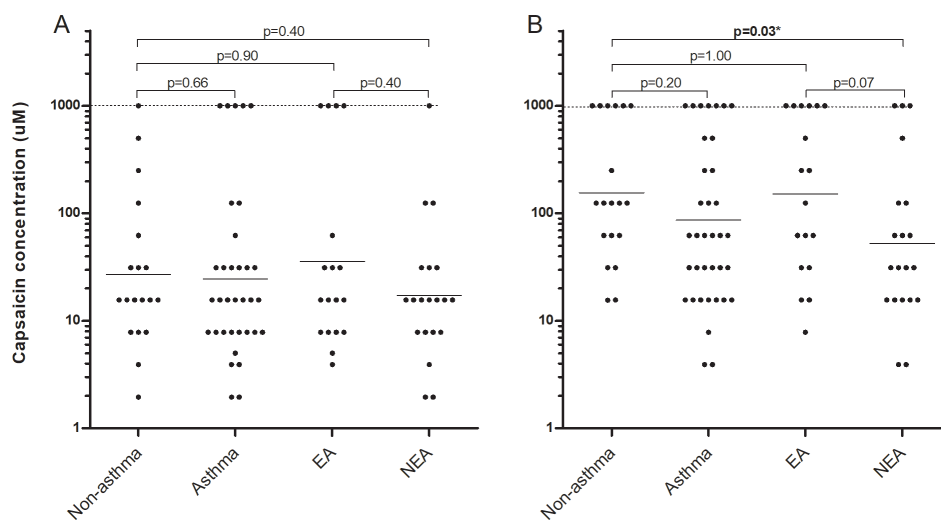 A
B
p=0.40
p=0.03*
p=0.90
p=1.00
p=0.66
p=0.40
p=0.20
p=0.07
1000
100
10
1
1000
100
10
1
Capsaicin concentration (uM)
Non-asthma
Asthma
EA
NEA
Non-asthma
Asthma
EA
NEA